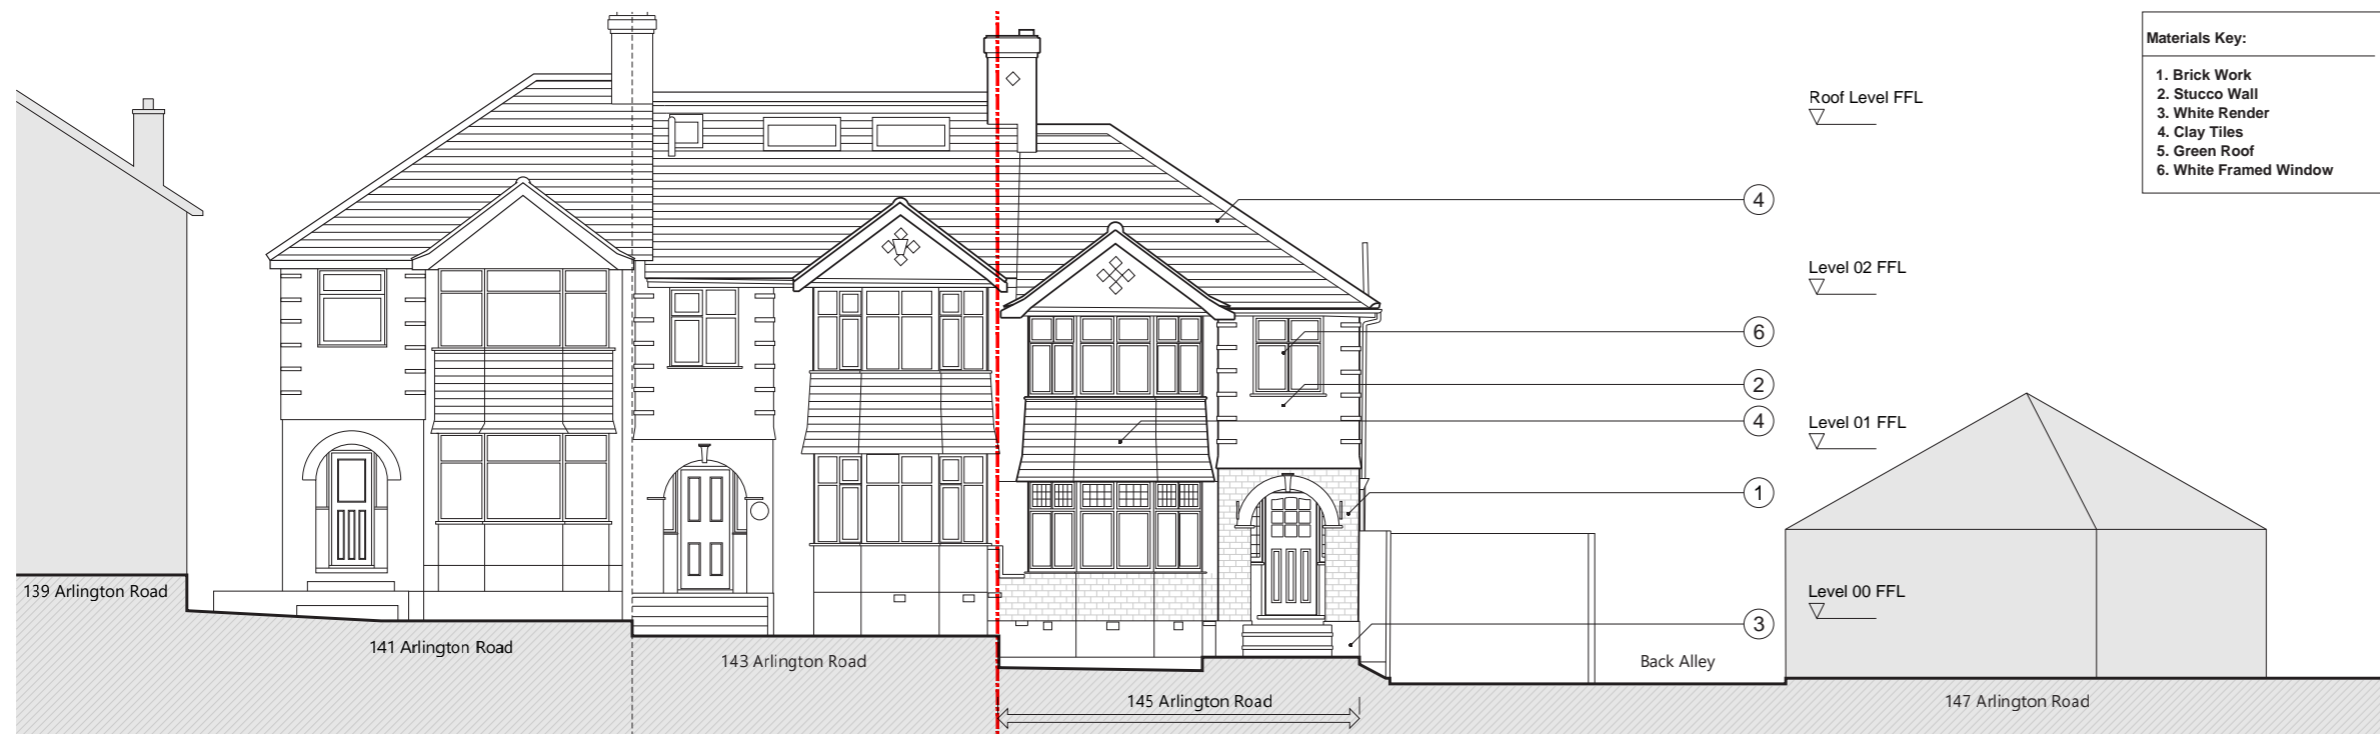 Materials Key:
1. Brick Work
2. Stucco Wall
3. White Render
4. Clay Tiles
5. Green Roof
6. White Framed Window
Roof Level FFL
4
Level 02 FFL
6
2
4
Level 01 FFL
1
Level 00 FFL
3
139 Arlington Road
141 Arlington Road
143 Arlington Road
Back Alley
145 Arlington Road
147 Arlington Road